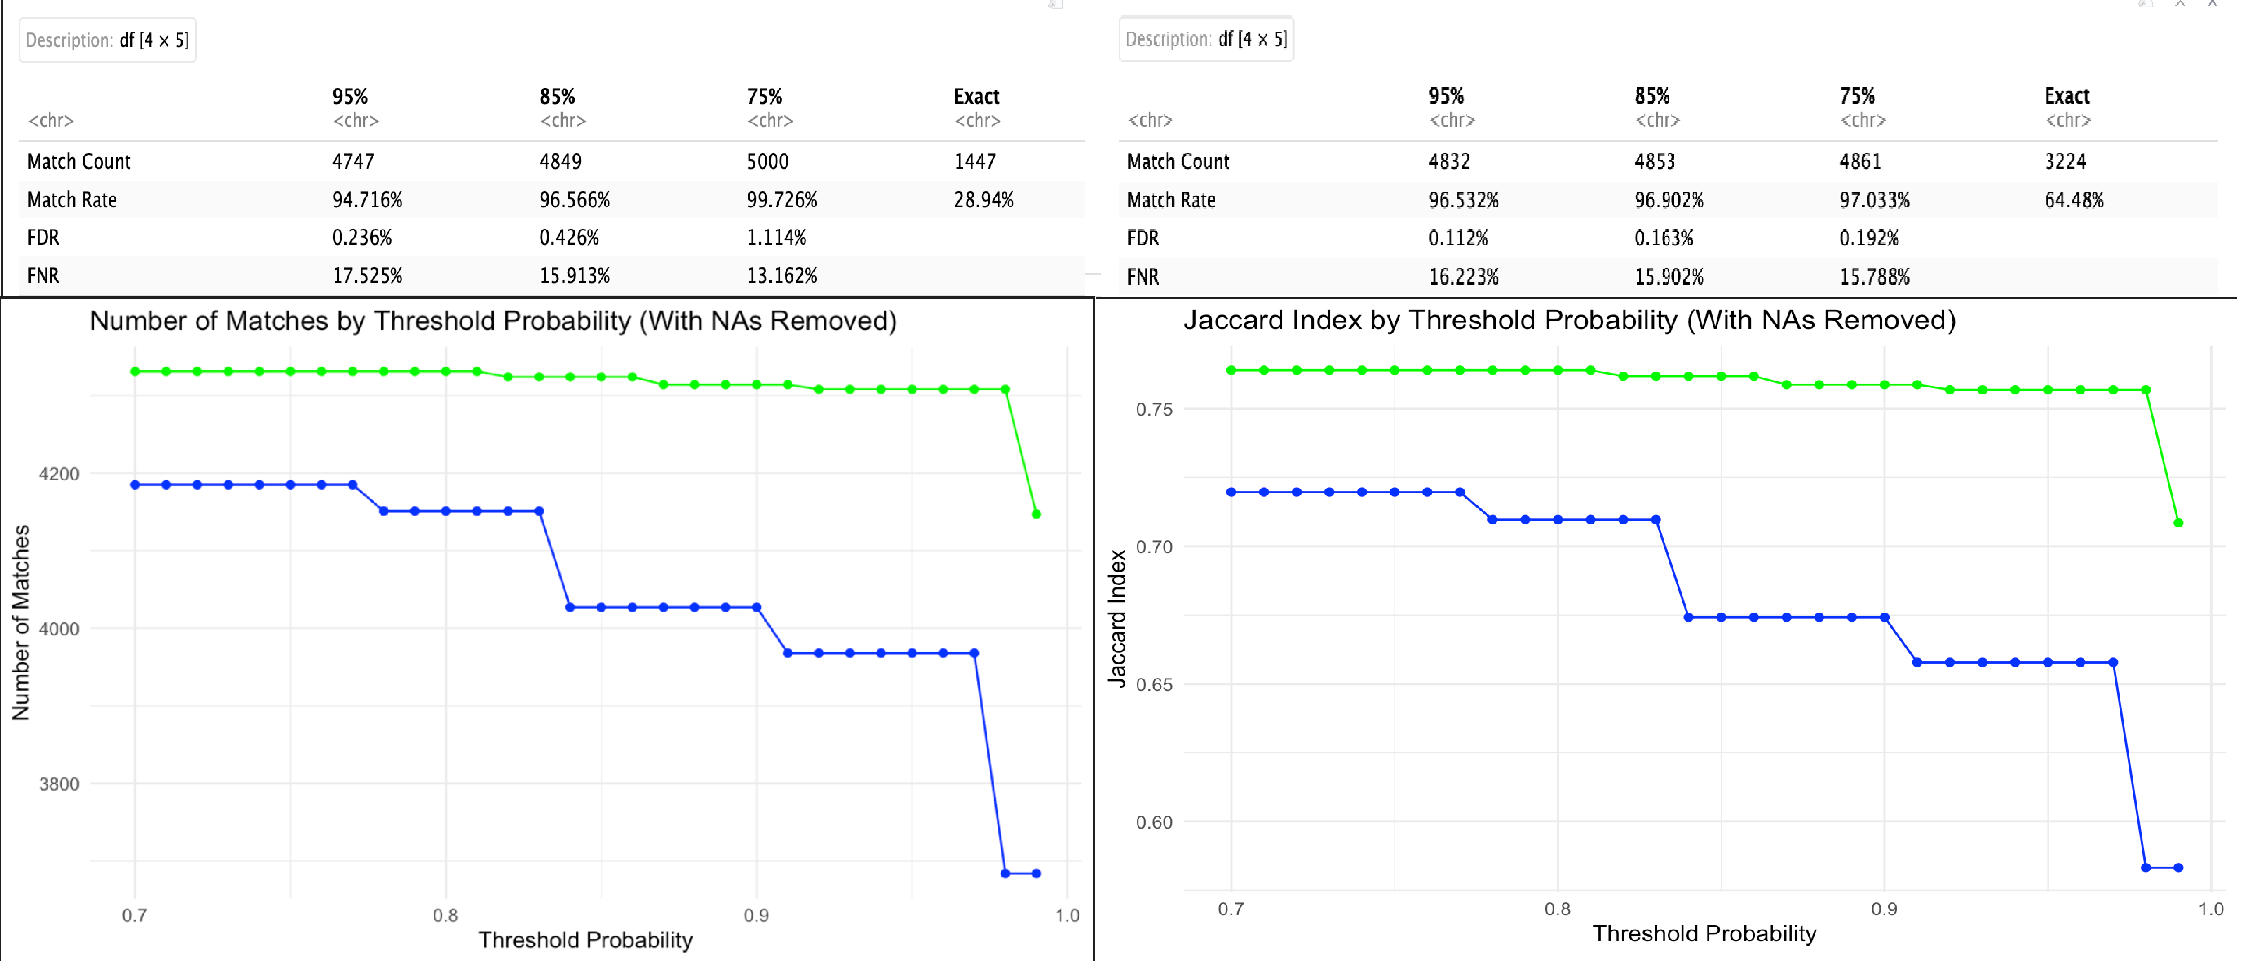 Description: df [4 × 5]
95% 85% 75% Exact
<chr> <chr> <chr> <chr> <chr>
Match Count 4747 4849 5000 1447
Match Rate 94.716% 96.566% 99.726% 28.94%
FDR 0.236% 0.426% 1.114%
FNR 17.525% 15.913% 13.162%
Description: df [4 × 5]
95% 85% 75% Exact
<chr> <chr> <chr> <chr> <chr>
Match Count 4832 4853 4861 3224
Match Rate 96.532% 96.902% 97.033% 64.48%
FDR 0.112% 0.163% 0.192%
FNR 16.223% 15.902% 15.788%
Number of Matches by Threshold Probability (With NAs Removed)
Number of Matches
4200
4000
3800
0.7 0.8 0.9 1.0
Threshold Probability
Jaccard Index by Threshold Probability (With NAs Removed)
Jaccard Index
0.75
0.70
0.65
0.60
0.7 0.8 0.9 1.0
Threshold Probability